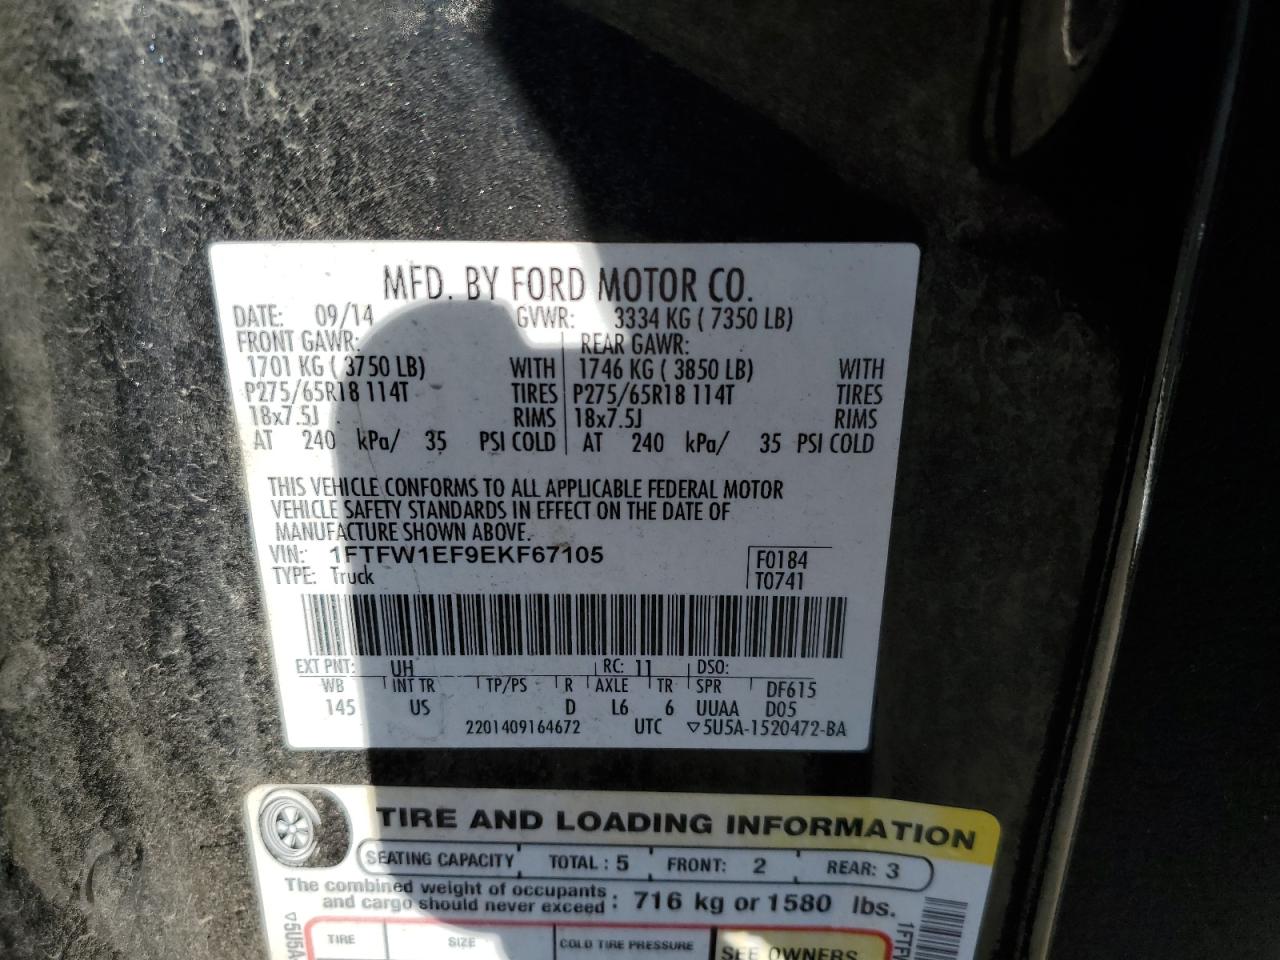 MFD. BY FORD MOTOR CO.
DATE: 09/14 GVWR: 3334 KG ( 7350 LB)
FRONT GAWR: REAR GAWR:
1701 KG ( 3750 LB) WITH 1746 KG ( 3850 LB) WITH
P275/65R18 114T TIRES P275/65R18 114T TIRES
18x7.5J RIMS 18x7.5J RIMS
AT 240 kPa/ 35 PSI COLD AT 240 kPa/ 35 PSI COLD
THIS VEHICLE CONFORMS TO ALL APPLICABLE FEDERAL MOTOR
VEHICLE SAFETY STANDARDS IN EFFECT ON THE DATE OF
MANUFACTURE SHOWN ABOVE.
VIN: 1FTFW1EF9EKF67105 F0184
TYPE: Truck T0741
EXT PNT: UH RC: 11 DSO:
WB INT TR TP/PS R AXLE TR SPR DF615
145 US D L6 6 UUAA D05
2201409164672 UTC ▽5U5A-1520472-BA
TIRE AND LOADING INFORMATION
SEATING CAPACITY TOTAL : 5 FRONT: 2 REAR: 3
The combined weight of occupants
and cargo should never exceed : 716 kg or 1580 lbs.
TIRE SIZE COLD TIRE PRESSURE SEE OWNERS
▽5U5A
1FTFW